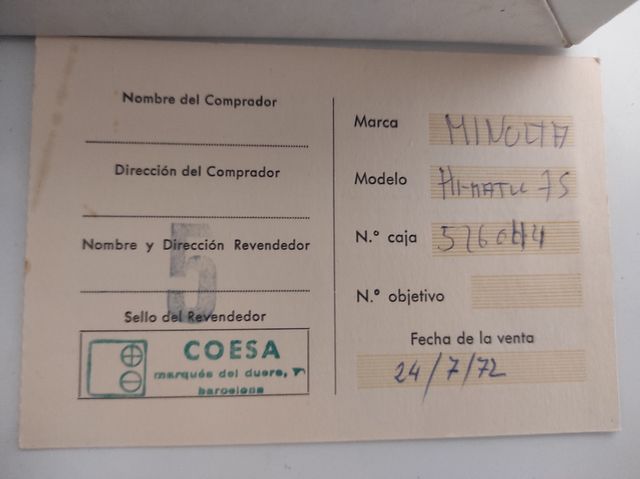 Nombre del Comprador
Dirección del Comprador
Nombre y Dirección Revendedor
5
Sello del Revendedor
COESA
marqués del duero, 7
barcelona
Marca MINOLTA
Modelo HI-MATIC 7S
N.º caja
N.º objetivo
Fecha de la venta
24/7/72